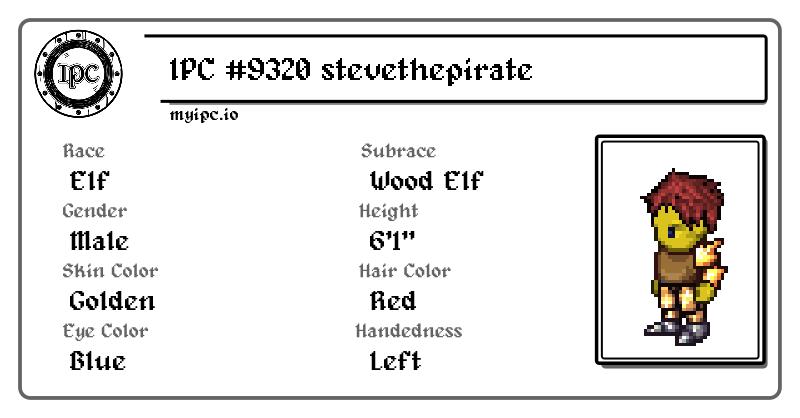 IPC
IPC #9320 stevethepirate
myipc.io
Race
Subrace
Elf
Wood Elf
Gender
Height
Male
6'1"
Skin Color
Hair Color
Golden
Red
Eye Color
Handedness
Blue
Left